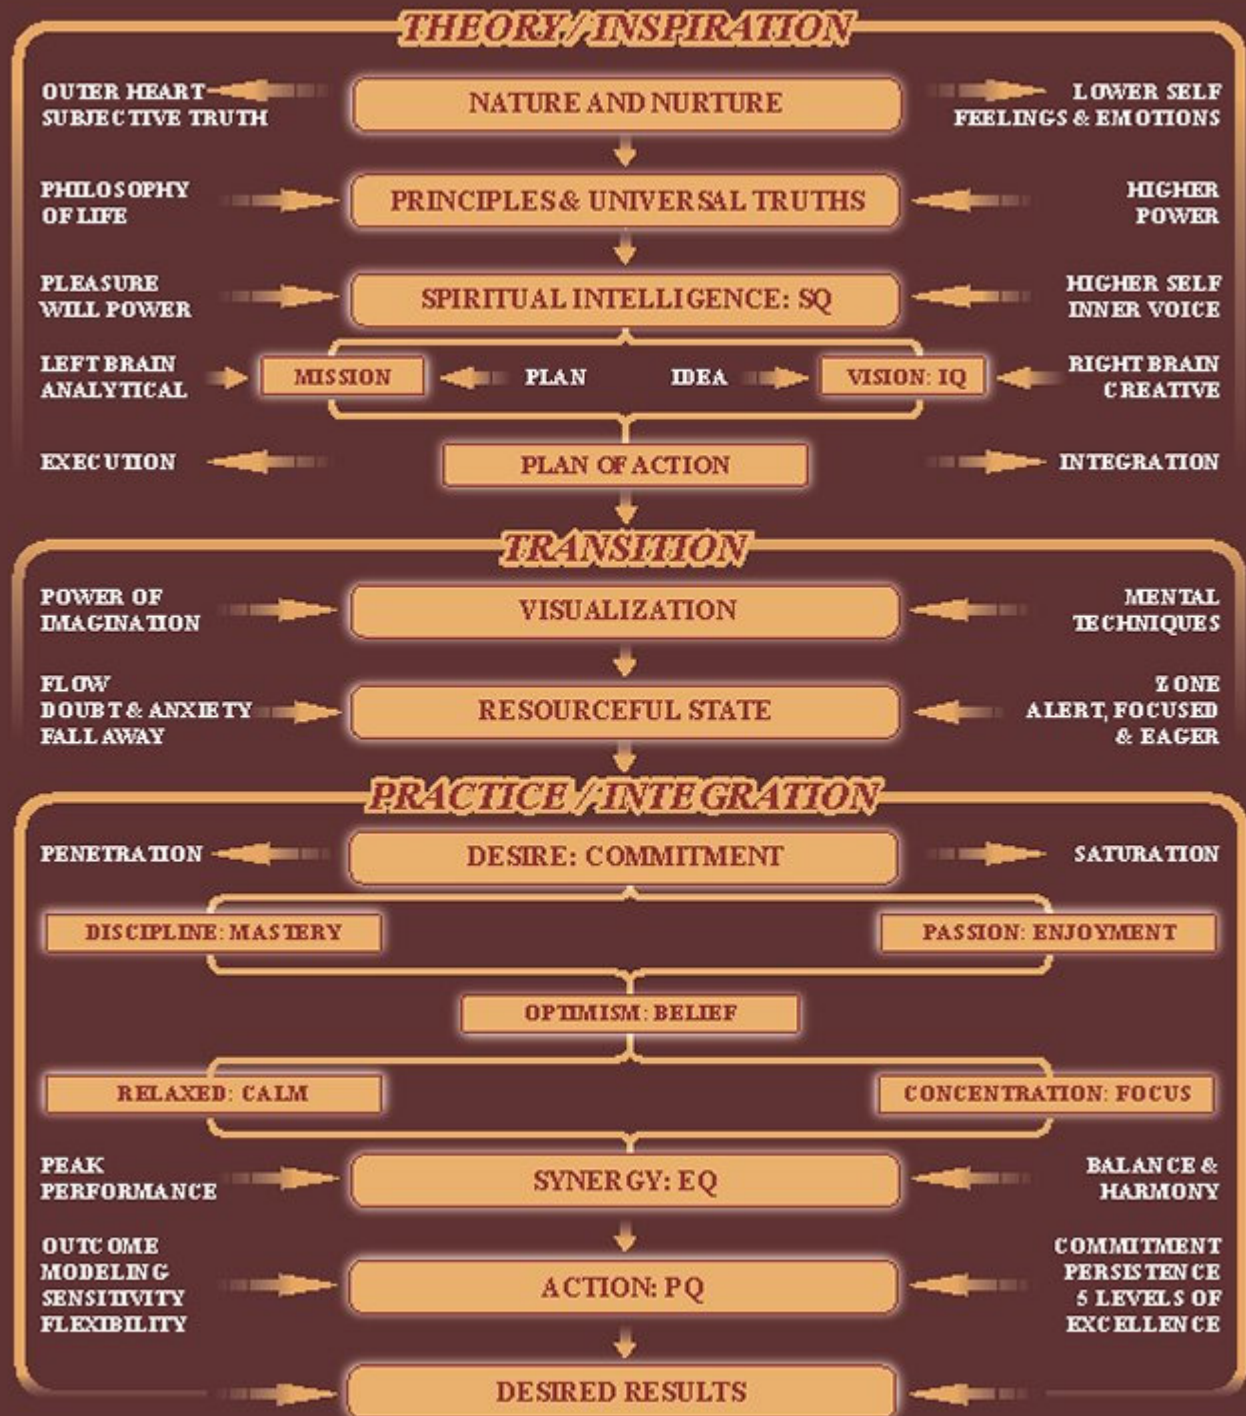 THEORY/INSPIRATION
OUTER HEART
SUBJECTIVE TRUTH
NATURE AND NURTURE
LOWER SELF
FEELINGS & EMOTIONS
PHILOSOPHY
OF LIFE
PRINCIPLES & UNIVERSAL TRUTHS
HIGHER
POWER
PLEASURE
WILL POWER
SPIRITUAL INTELLIGENCE: SQ
HIGHER SELF
INNER VOICE
LEFT BRAIN
ANALYTICAL
MISSION
PLAN
IDEA
VISION: IQ
RIGHT BRAIN
CREATIVE
EXECUTION
PLAN OF ACTION
INTEGRATION
TRANSITION
POWER OF
IMAGINATION
VISUALIZATION
MENTAL
TECHNIQUES
FLOW
DOUBT & ANXIETY
FALL AWAY
RESOURCEFUL STATE
ZONE
ALERT, FOCUSED
& EAGER
PRACTICE/INTEGRATION
PENETRATION
DESIRE: COMMITMENT
SATURATION
DISCIPLINE: MASTERY
PASSION: ENJOYMENT
OPTIMISM: BELIEF
RELAXED: CALM
CONCENTRATION: FOCUS
PEAK
PERFORMANCE
SYNERGY: EQ
BALANCE &
HARMONY
OUTCOME
MODELING
SENSITIVITY
FLEXIBILITY
ACTION: PQ
COMMITMENT
PERSISTENCE
5 LEVELS OF
EXCELLENCE
DESIRED RESULTS